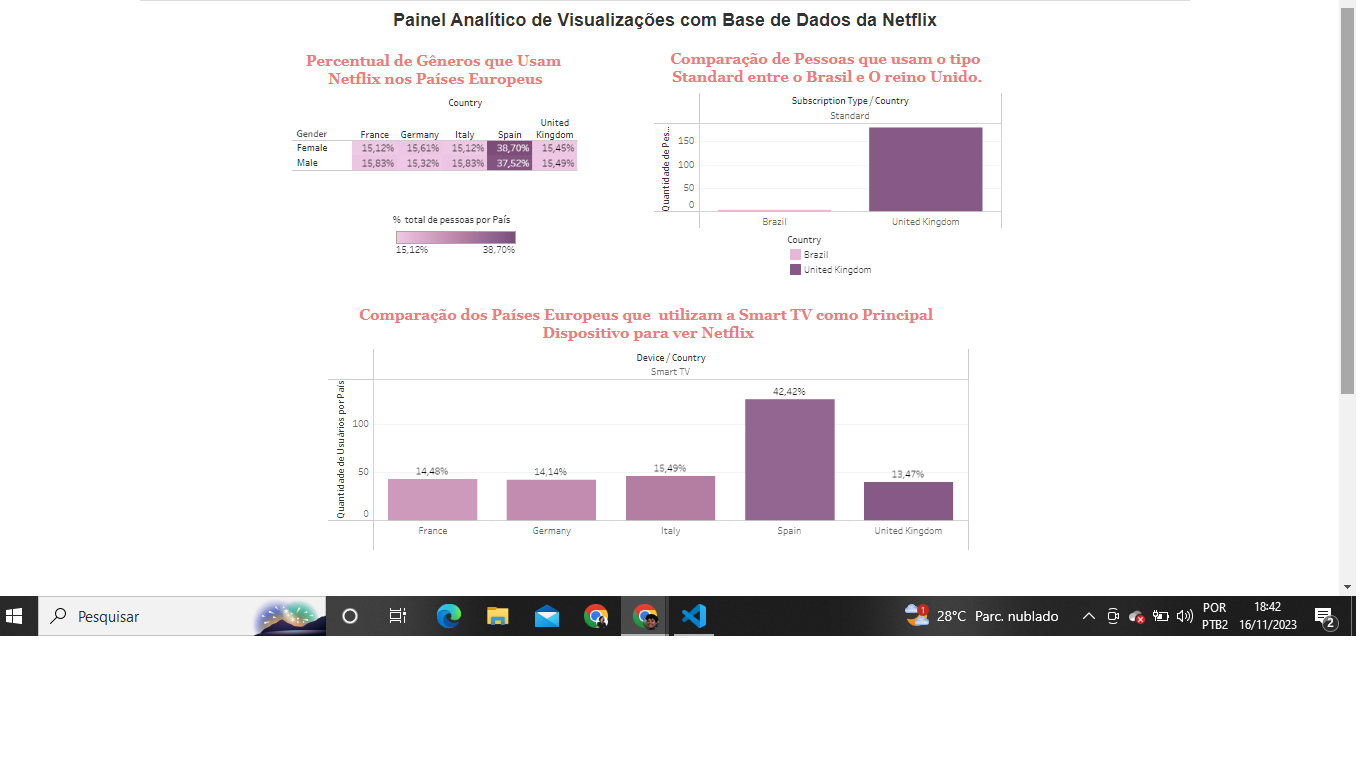 Painel Analítico de Visualizações com Base de Dados da Netflix
Percentual de Gêneros que Usam
Netflix nos Países Europeus
Country
Gender France Germany Italy Spain United Kingdom
Female 15,12% 15,61% 15,12% 38,70% 15,45%
Male 15,83% 15,32% 15,83% 37,52% 15,49%
% total de pessoas por País
15,12% 38,70%
Comparação de Pessoas que usam o tipo
Standard entre o Brasil e O reino Unido.
Subscription Type / Country
Standard
Quantidade de Pes...
150
100
50
0
Brazil United Kingdom
Country
Brazil
United Kingdom
Comparação dos Países Europeus que utilizam a Smart TV como Principal
Dispositivo para ver Netflix
Device / Country
Smart TV
Quantidade de Usuários por País
100
50
0
14,48% 14,14% 15,49% 42,42% 13,47%
France Germany Italy Spain United Kingdom
Pesquisar
1
28°C Parc. nublado
POR
PTB2
18:42
16/11/2023
2